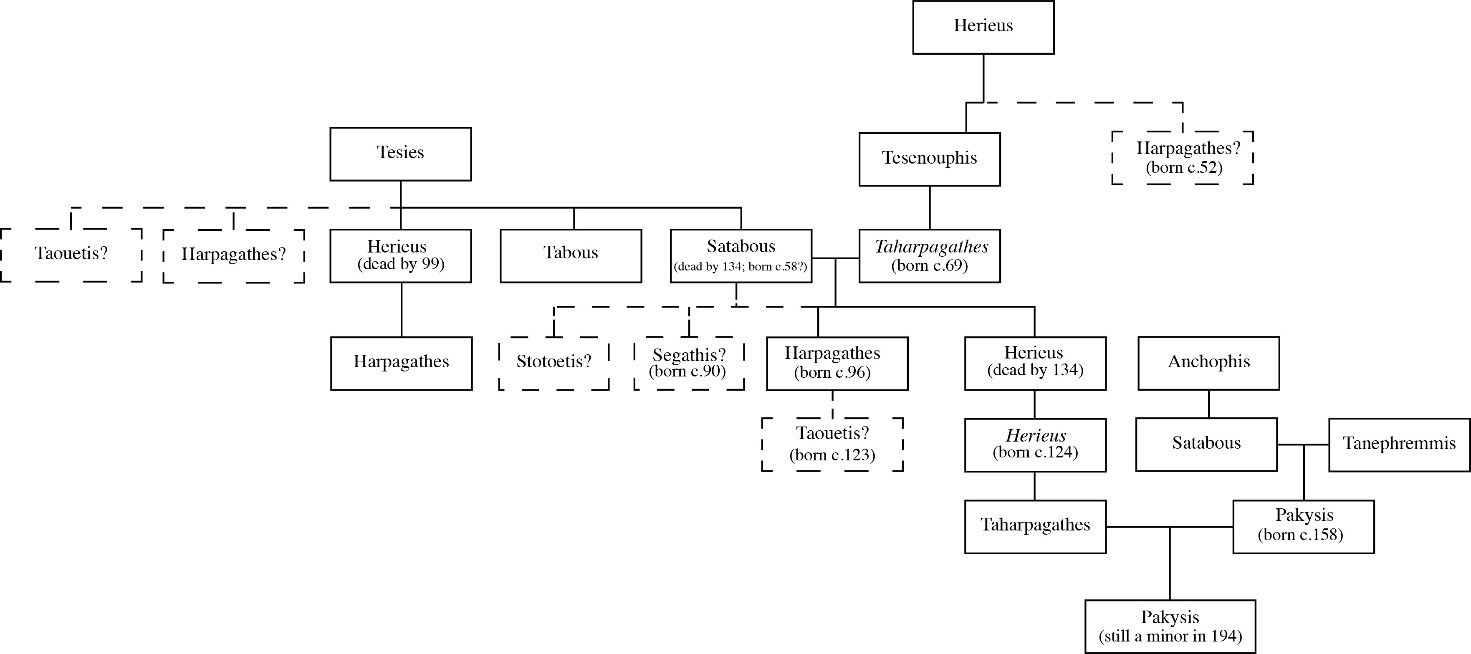 Herieus
Tesies
Tesenouphis
Harpagathes?
(born c.52)
Taouetis?
Harpagathes?
Herieus
(dead by 99)
Tabous
Satabous
(dead by 134; born c.58?)
Taharpagathes
(born c.69)
Harpagathes
Stotoetis?
Segathis?
(born c.90)
Harpagathes
(born c.96)
Herieus
(dead by 134)
Anchophis
Taouetis?
(born c.123)
Herieus
(born c.124)
Satabous
Tanephremmis
Taharpagathes
Pakysis
(born c.158)
Pakysis
(still a minor in 194)